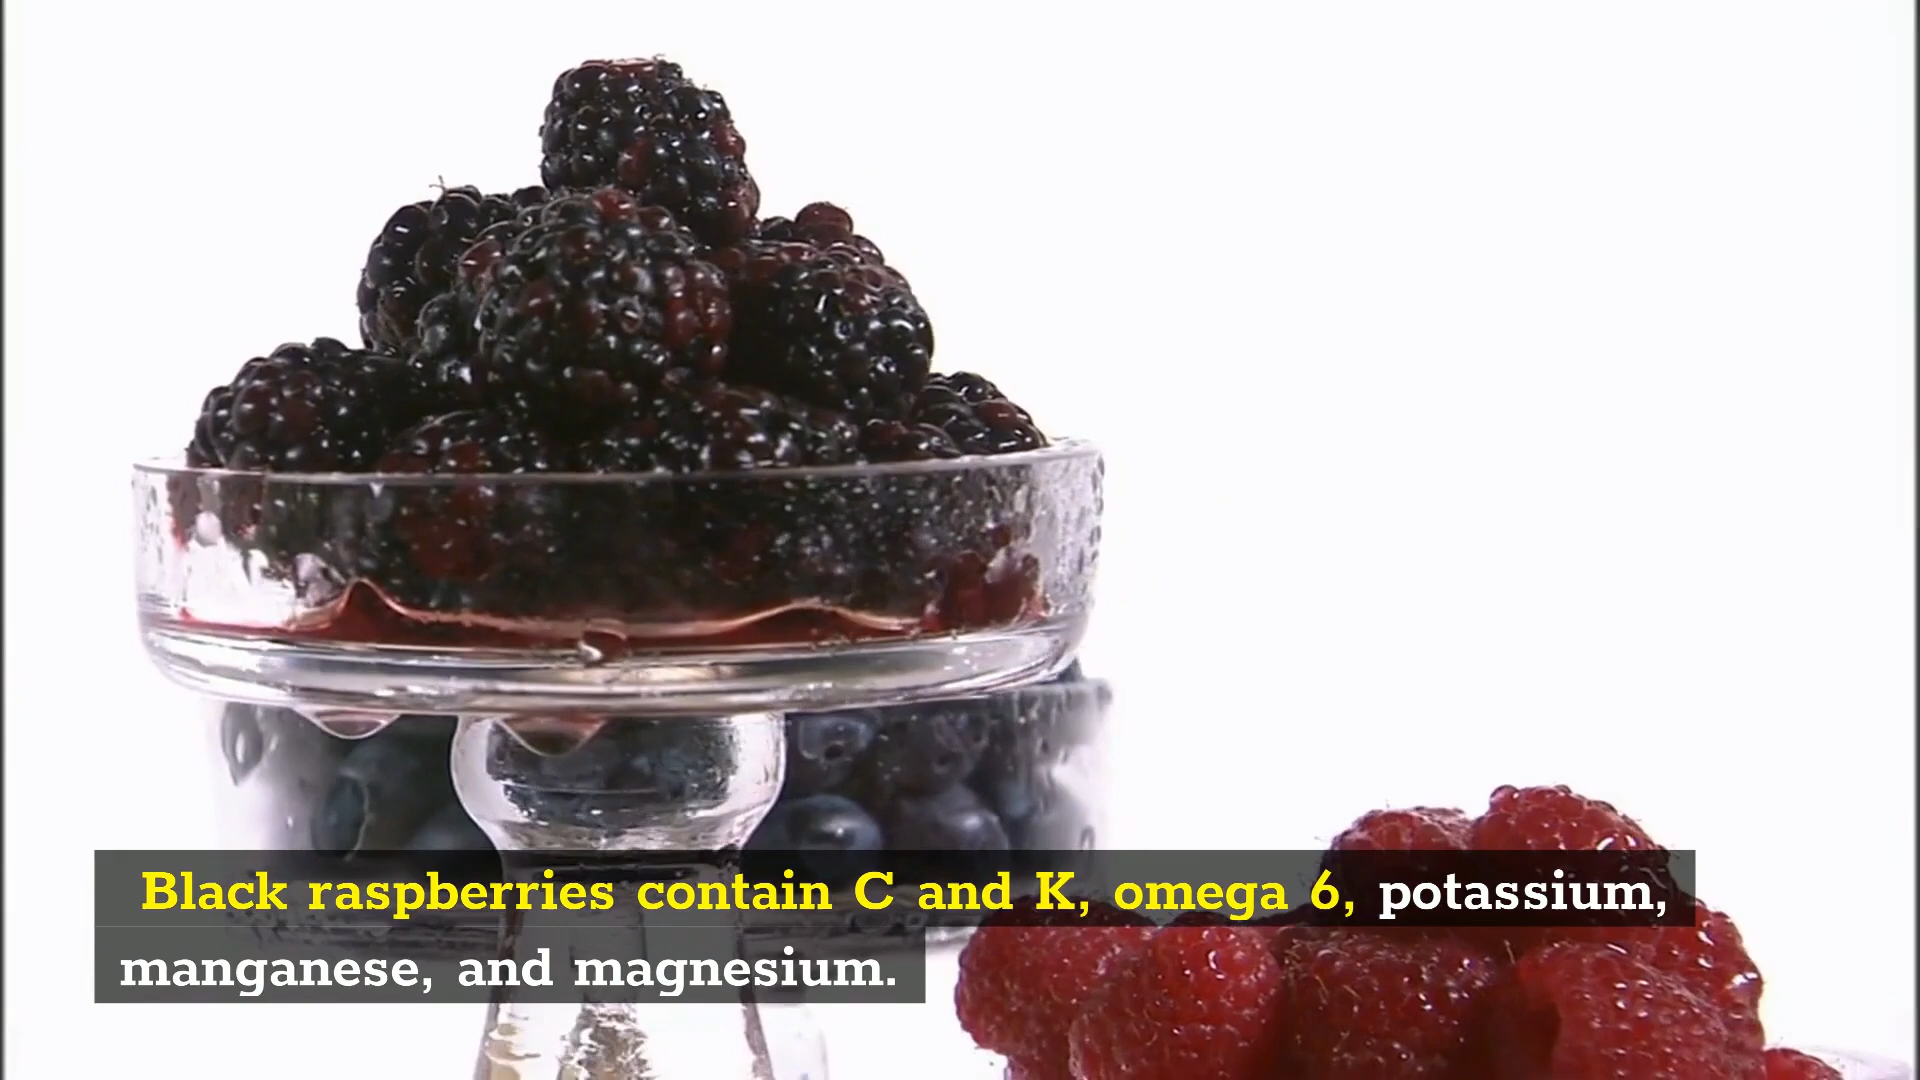 Black raspberries contain C and K, omega 6, potassium,
manganese, and magnesium.